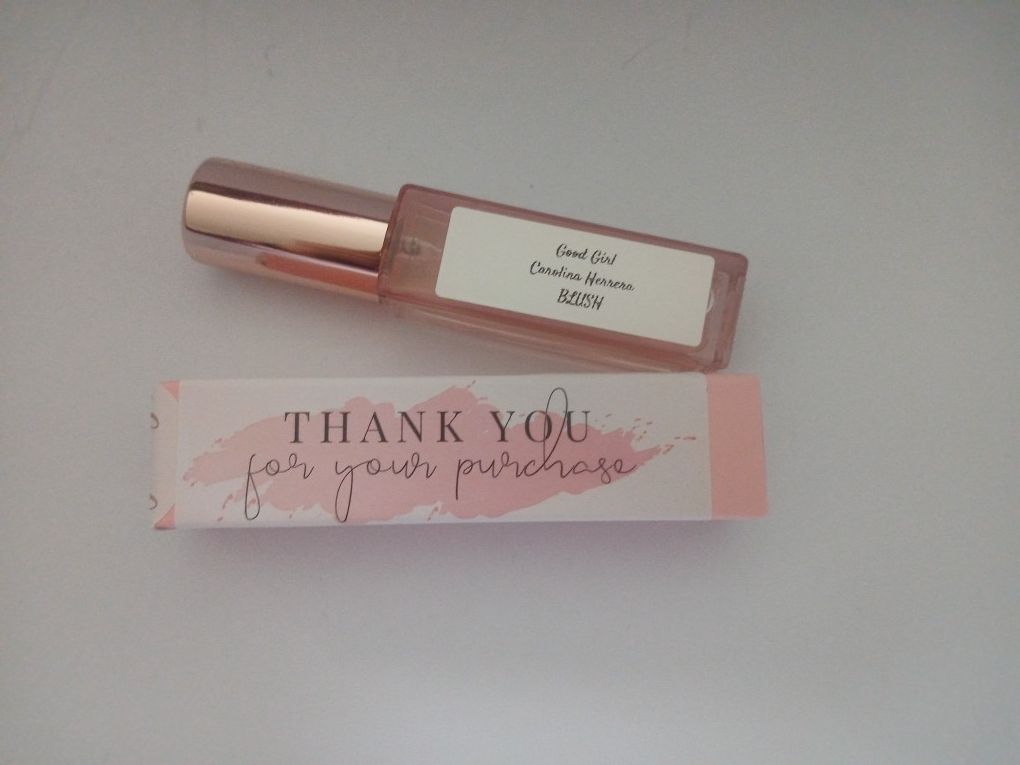 Good Girl
Carolina Herrera
BLUSH
THANK YOU
for your purchase